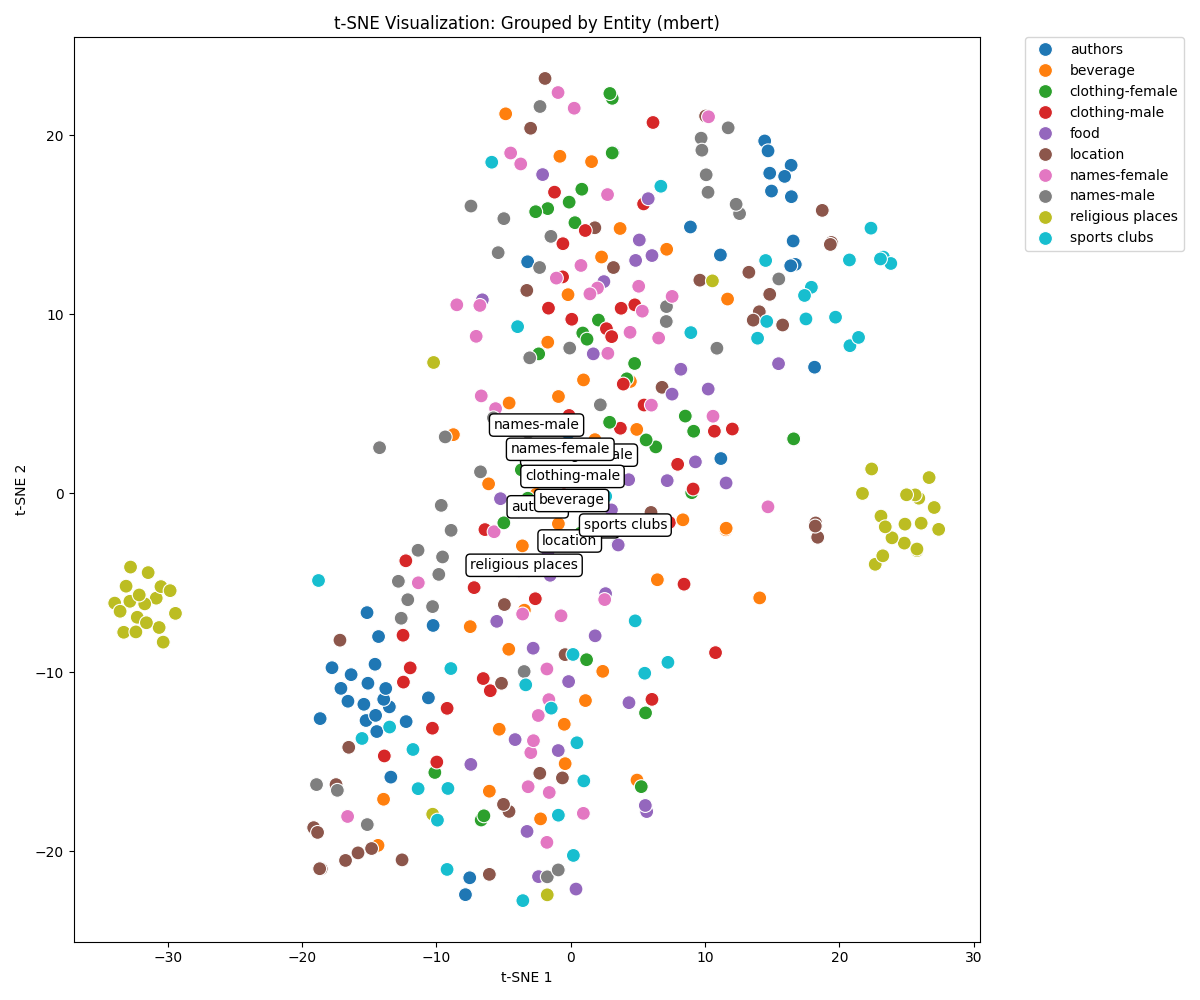 t-SNE Visualization: Grouped by Entity (mbert)
authors
beverage
clothing-female
clothing-male
food
location
names-female
names-male
religious places
sports clubs
20
10
0
−10
−20
t-SNE 2
names-male
names-female
clothing-male
beverage
sports clubs
location
religious places
−30
−20
−10
0
10
20
30
t-SNE 1